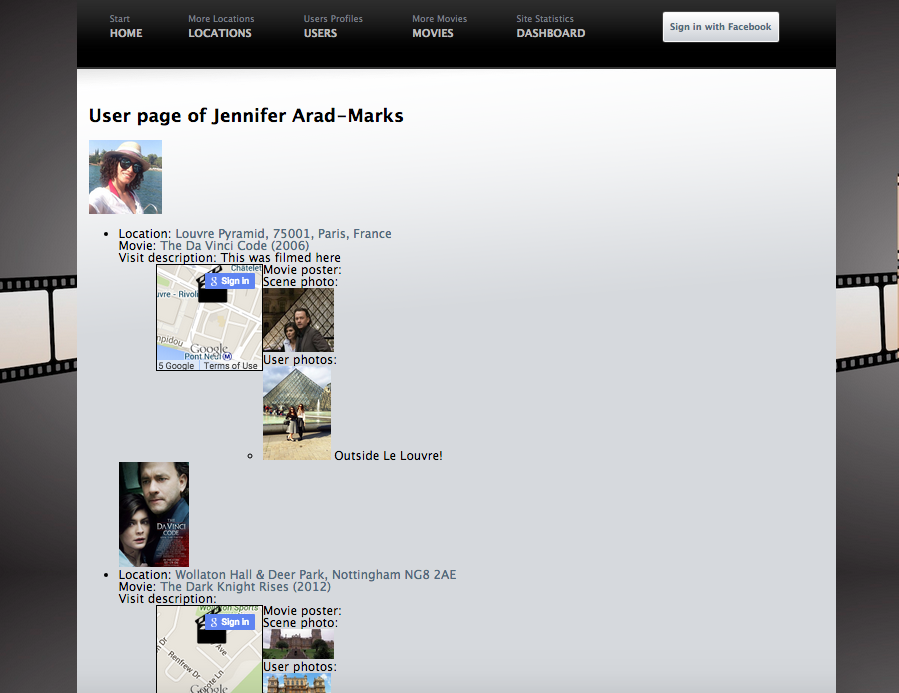 Start
HOME
More Locations
LOCATIONS
Users Profiles
USERS
More Movies
MOVIES
Site Statistics
DASHBOARD
Sign in with Facebook
User page of Jennifer Arad-Marks
Location: Louvre Pyramid, 75001, Paris, France
Movie: The Da Vinci Code (2006)
Visit description: This was filmed here
Châtelet
Sign in
uvre - Rivoli
mpidou
Google
Pont Neuf M
5 Google
Terms of Use
Movie poster:
Scene photo:
User photos:
Outside Le Louvre!
THE
DA VINCI
CODE
Location: Wollaton Hall & Deer Park, Nottingham NG8 2AE
Movie: The Dark Knight Rises (2012)
Visit description:
Sports
Sign in
Ave
Renfrew Dr
Google
Movie poster:
Scene photo:
User photos: